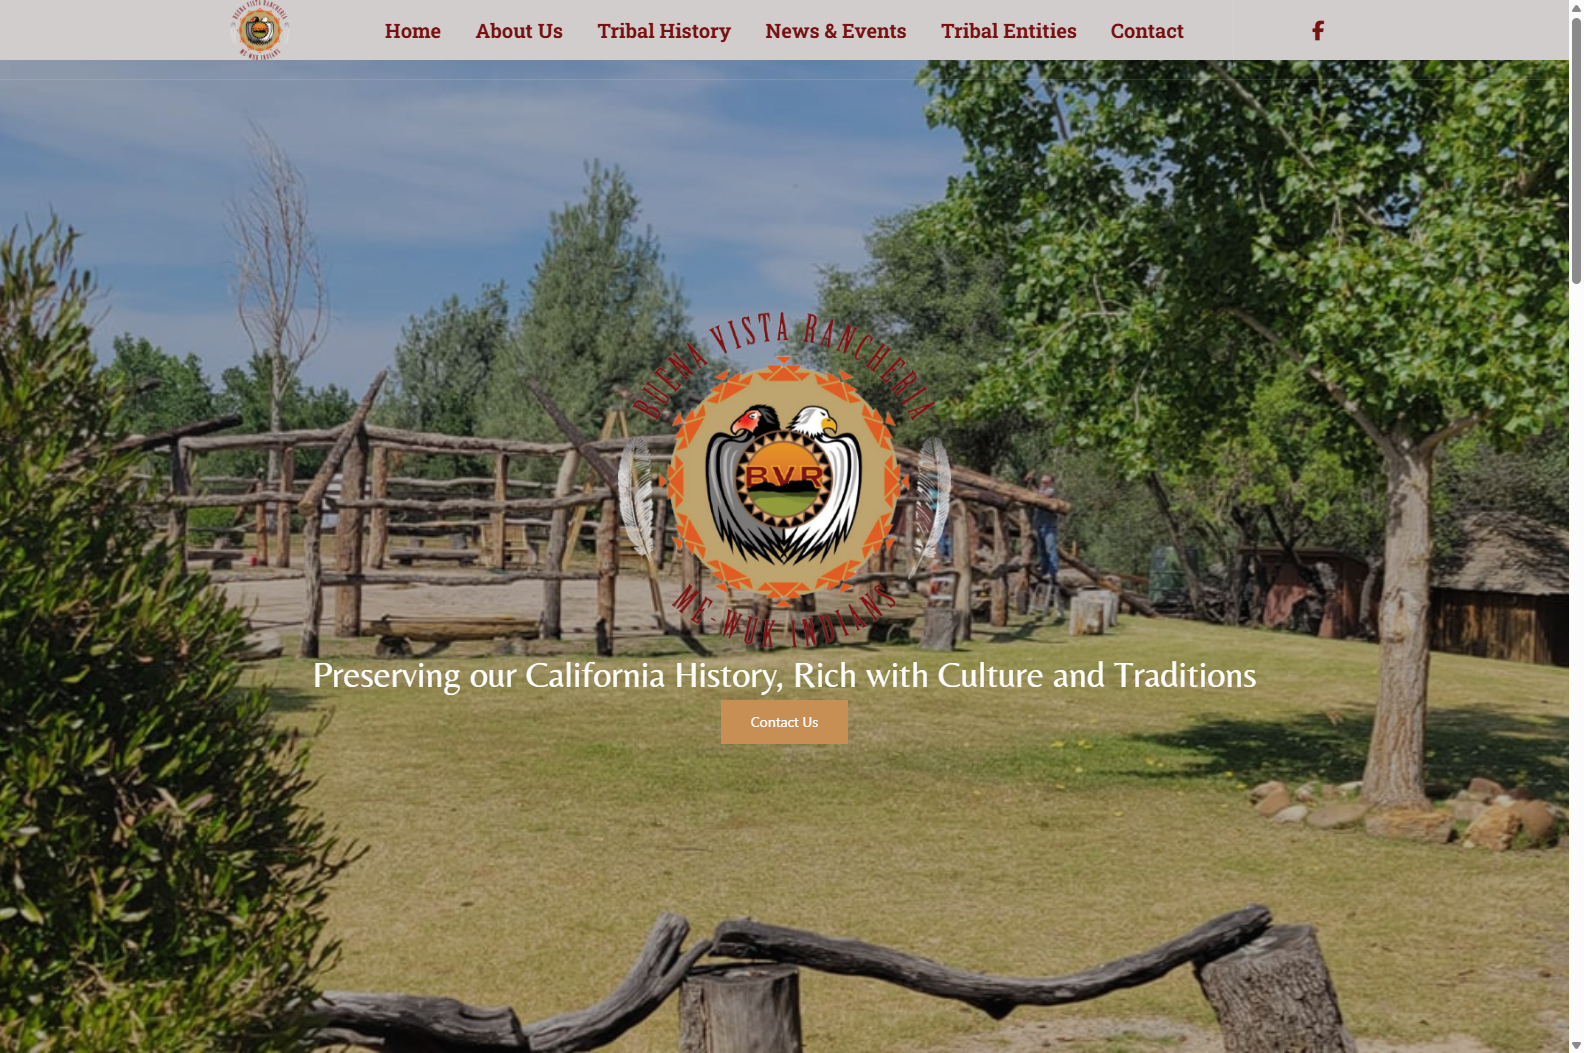 Home About Us Tribal History News & Events Tribal Entities Contact
BUENA VISTA RANCHERIA
BVR
ME-WUK INDIANS
Preserving our California History, Rich with Culture and Traditions
Contact Us